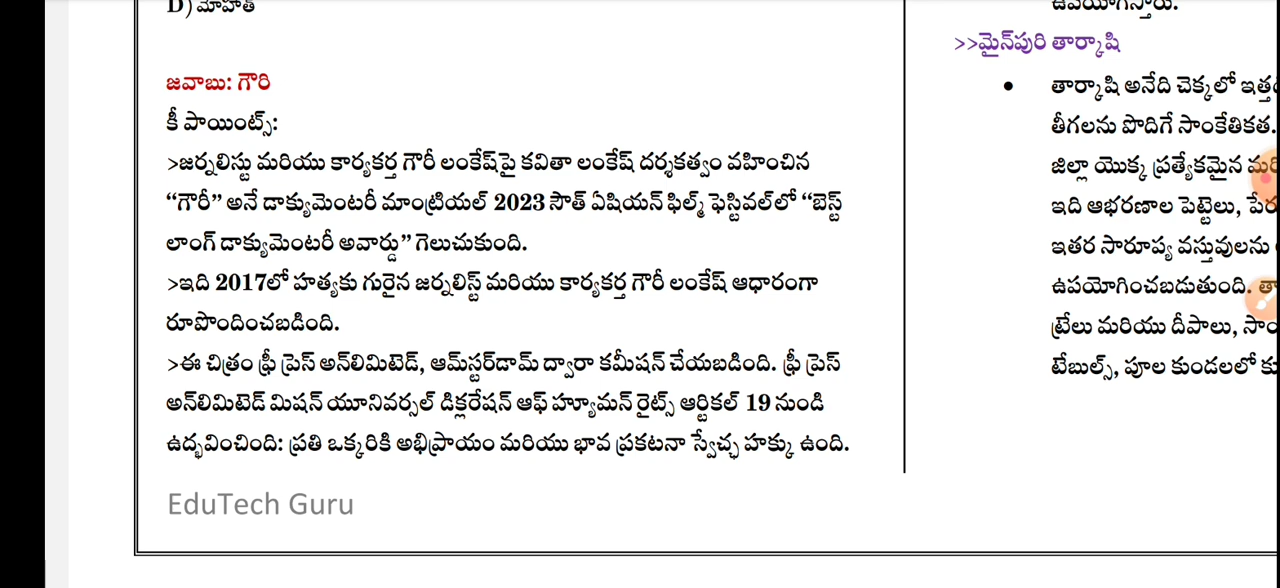 D) మోహిత్
జవాబు: గౌరి
కీ పాయింట్స్:
>జర్నలిస్టు మరియు కార్యకర్త గౌరీ లంకేష్‌పై కవితా లంకేష్ దర్శకత్వం వహించిన
“గౌరీ” అనే డాక్యుమెంటరీ మాంట్రియల్ 2023 సౌత్ ఏషియన్ ఫిల్మ్ ఫెస్టివల్‌లో “బెస్ట్
లాంగ్ డాక్యుమెంటరీ అవార్డు” గెలుచుకుంది.
>ఇది 2017లో హత్యకు గురైన జర్నలిస్ట్ మరియు కార్యకర్త గౌరీ లంకేష్ ఆధారంగా
రూపొందించబడింది.
>ఈ చిత్రం ఫ్రీ ప్రెస్ అన్‌లిమిటెడ్, ఆమ్‌స్టర్‌డామ్ ద్వారా కమీషన్ చేయబడింది. ఫ్రీ ప్రెస్
అన్‌లిమిటెడ్ మిషన్ యూనివర్సల్ డిక్లరేషన్ ఆఫ్ హ్యూమన్ రైట్స్ ఆర్టికల్ 19 నుండి
ఉద్భవించింది: ప్రతి ఒక్కరికి అభిప్రాయం మరియు భావ ప్రకటనా స్వేచ్ఛ హక్కు ఉంది.
EduTech Guru
ఉపయోగిస్తారు.
>>మైన్‌పురి తార్కాషి
• తార్కాషి అనేది చెక్కలో
తీగలను పొదిగే సాంకేతికత.
జిల్లా యొక్క ప్రత్యేకమైన
ఇది ఆభరణాల పెట్టెలు,
ఇతర సారూప్య వస్తువులను
ఉపయోగించబడుతుంది.
ట్రేలు మరియు దీపాలు,
టేబుల్స్, పూల కుండలలో